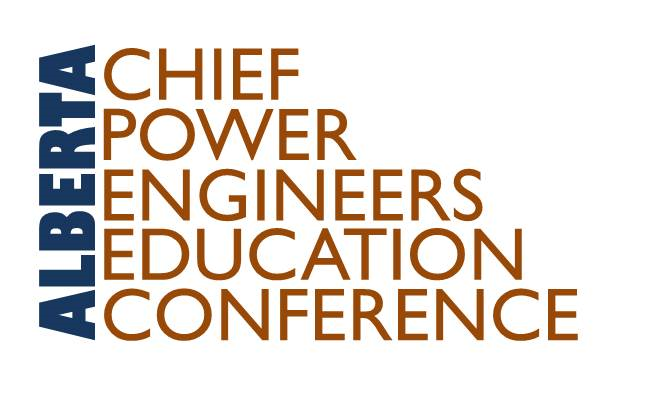 ALBERTA
CHIEF
POWER
ENGINEERS
EDUCATION
CONFERENCE